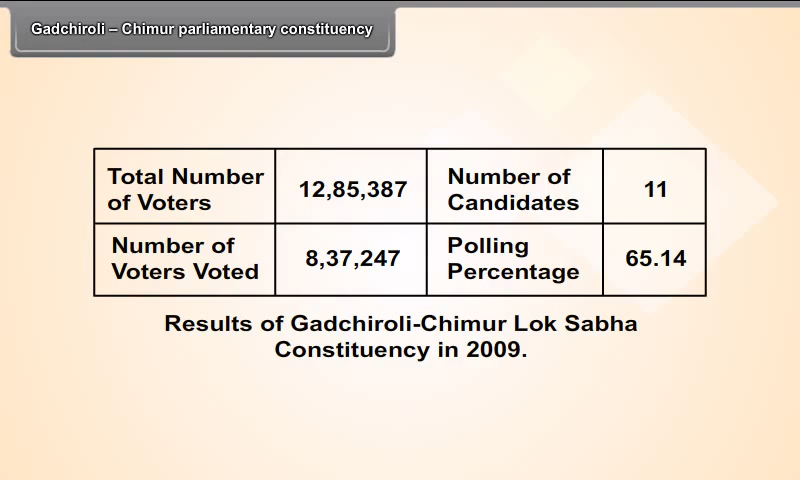 Gadchiroli – Chimur parliamentary constituency
Total Number of Voters 12,85,387 Number of Candidates 11
Number of Voters Voted 8,37,247 Polling Percentage 65.14
Results of Gadchiroli-Chimur Lok Sabha
Constituency in 2009.